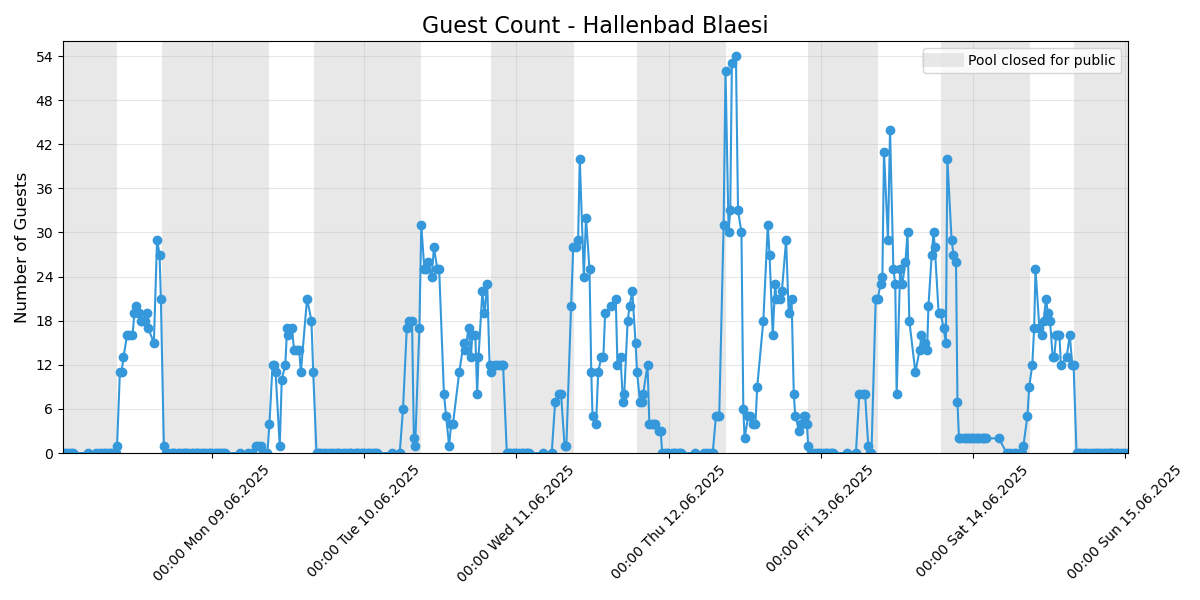 Guest Count - Hallenbad Blaesi
Pool closed for public
Number of Guests
54
48
42
36
30
24
18
12
6
0
00:00 Mon 09.06.2025
00:00 Tue 10.06.2025
00:00 Wed 11.06.2025
00:00 Thu 12.06.2025
00:00 Fri 13.06.2025
00:00 Sat 14.06.2025
00:00 Sun 15.06.2025